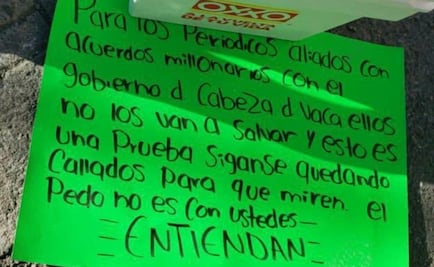 OXXO
Para los Periodicos aliados con
acuerdos millonarios con el
gobierno d Cabeza d Vaca ellos
no los van a Salvar y esto es
una Prueba Siganse quedando
Callados para que miren. el
Pedo no es Con ustedes—
=ENTIENDAN=